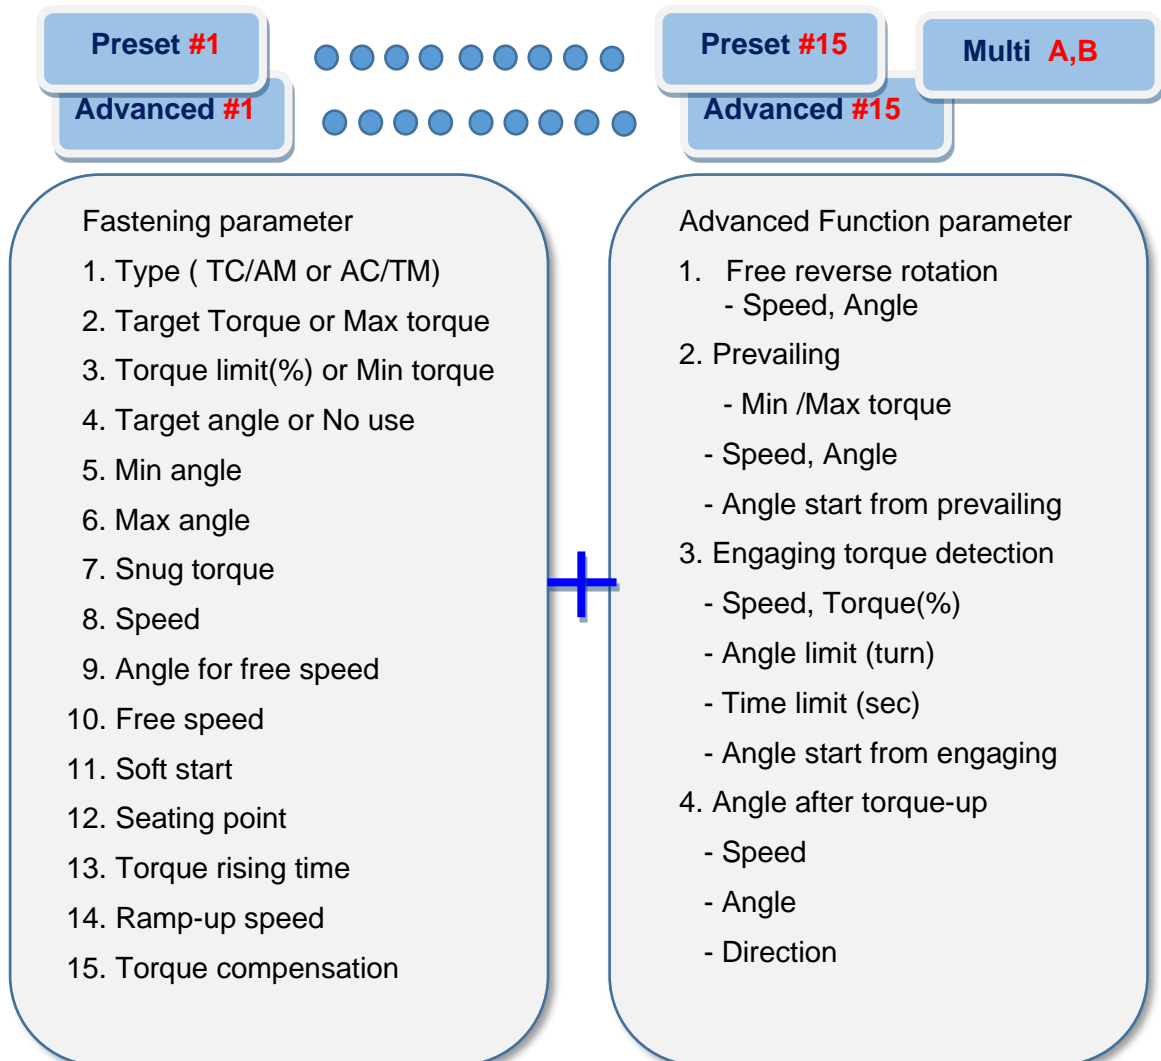 Preset #1
Preset #15
Multi A,B
Advanced #1
Advanced #15
Fastening parameter
1. Type ( TC/AM or AC/TM)
2. Target Torque or Max torque
3. Torque limit(%) or Min torque
4. Target angle or No use
5. Min angle
6. Max angle
7. Snug torque
8. Speed
9. Angle for free speed
10. Free speed
11. Soft start
12. Seating point
13. Torque rising time
14. Ramp-up speed
15. Torque compensation
Advanced Function parameter
1. Free reverse rotation
- Speed, Angle
2. Prevailing
- Min /Max torque
- Speed, Angle
- Angle start from prevailing
3. Engaging torque detection
- Speed, Torque(%)
- Angle limit (turn)
- Time limit (sec)
- Angle start from engaging
4. Angle after torque-up
- Speed
- Angle
- Direction